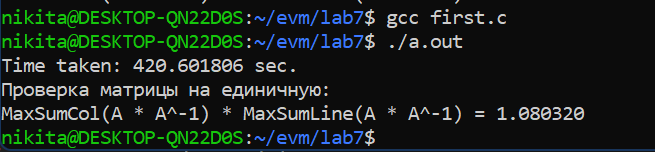 nikita@DESKTOP-QN22D0S:~/evm/lab7$ gcc first.c
nikita@DESKTOP-QN22D0S:~/evm/lab7$ ./a.out
Time taken: 420.601806 sec.
Проверка матрицы на единичную:
MaxSumCol(A * A^-1) * MaxSumLine(A * A^-1) = 1.080320
nikita@DESKTOP-QN22D0S:~/evm/lab7$